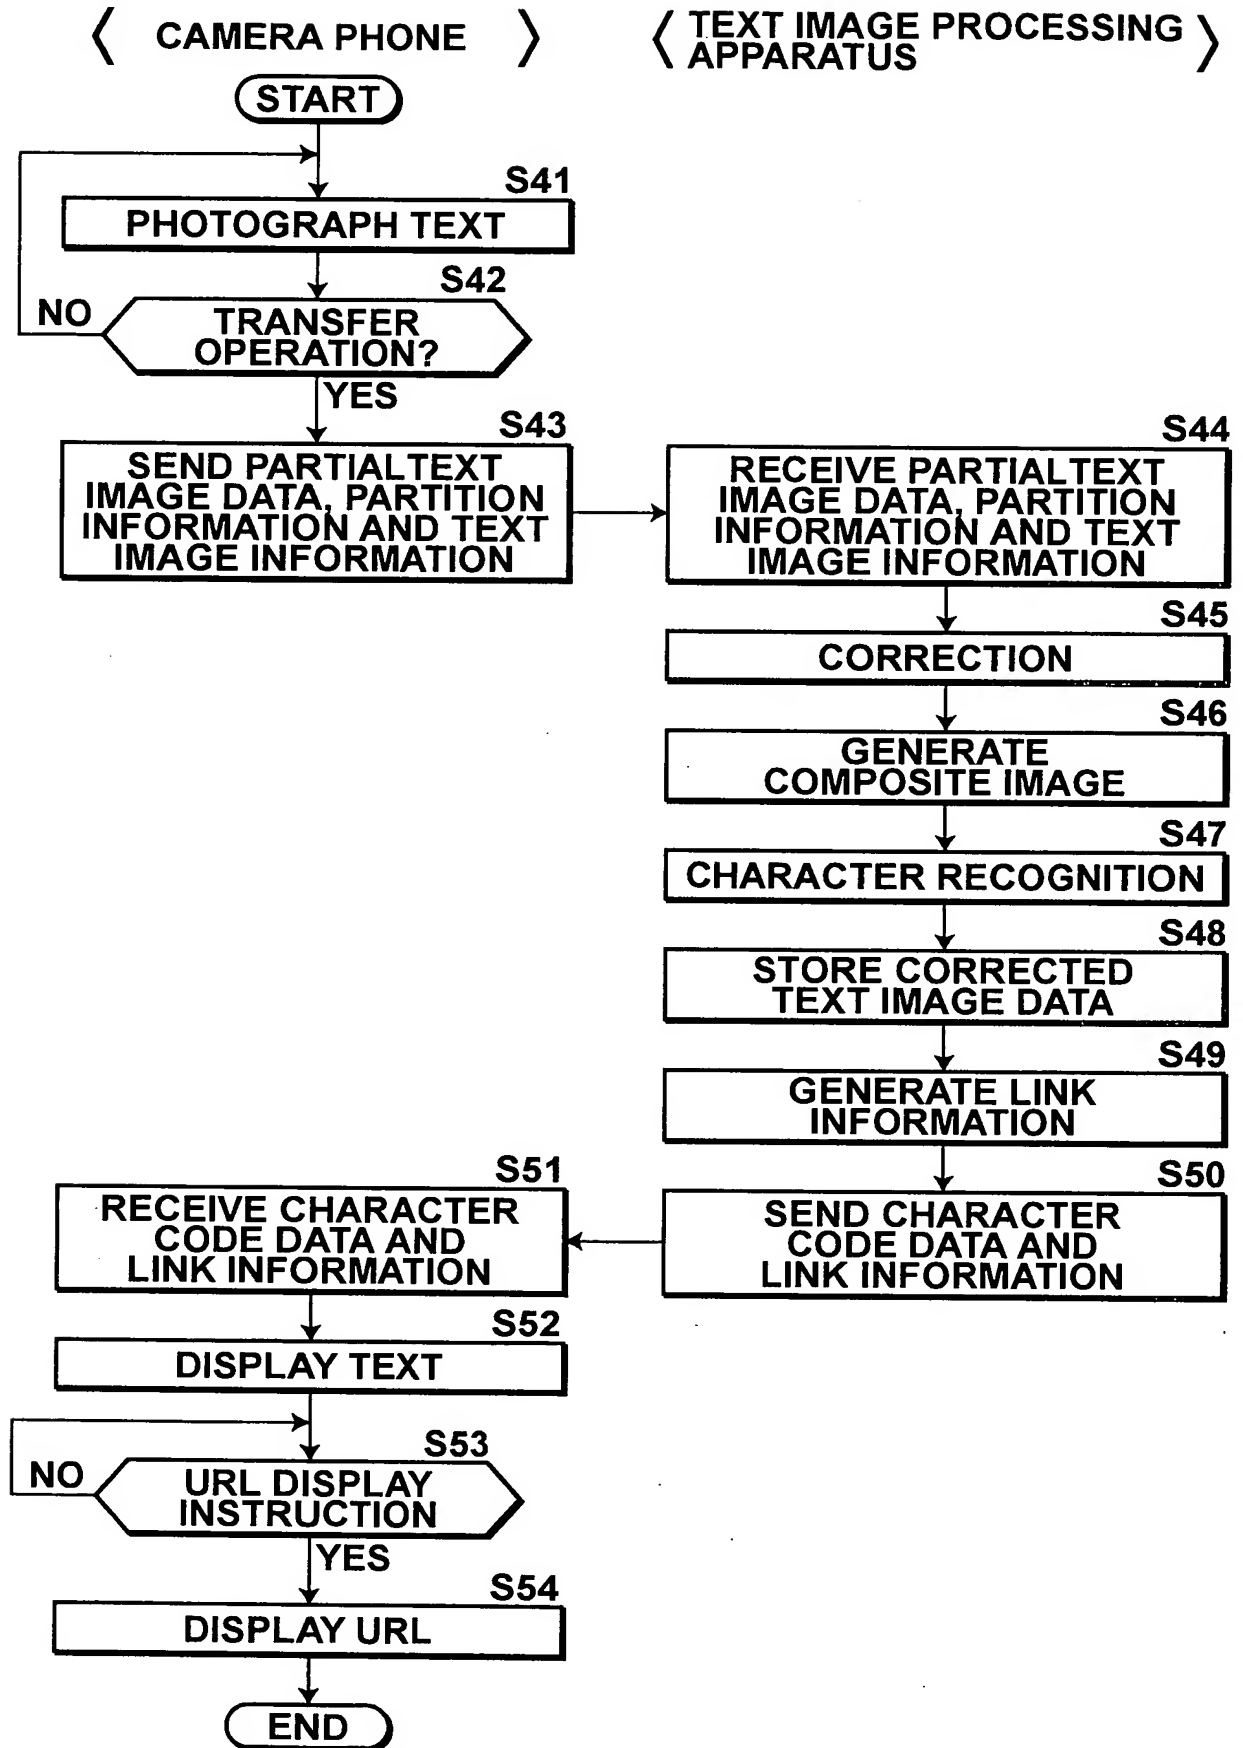 〈 CAMERA PHONE 〉
〈 TEXT IMAGE PROCESSING
APPARATUS 〉
START
S41
PHOTOGRAPH TEXT
S42
NO
TRANSFER
OPERATION?
YES
S43
SEND PARTIALTEXT
IMAGE DATA, PARTITION
INFORMATION AND TEXT
IMAGE INFORMATION
S44
RECEIVE PARTIALTEXT
IMAGE DATA, PARTITION
INFORMATION AND TEXT
IMAGE INFORMATION
S45
CORRECTION
S46
GENERATE
COMPOSITE IMAGE
S47
CHARACTER RECOGNITION
S48
STORE CORRECTED
TEXT IMAGE DATA
S49
GENERATE LINK
INFORMATION
S50
SEND CHARACTER
CODE DATA AND
LINK INFORMATION
S51
RECEIVE CHARACTER
CODE DATA AND
LINK INFORMATION
S52
DISPLAY TEXT
S53
NO
URL DISPLAY
INSTRUCTION
YES
S54
DISPLAY URL
END